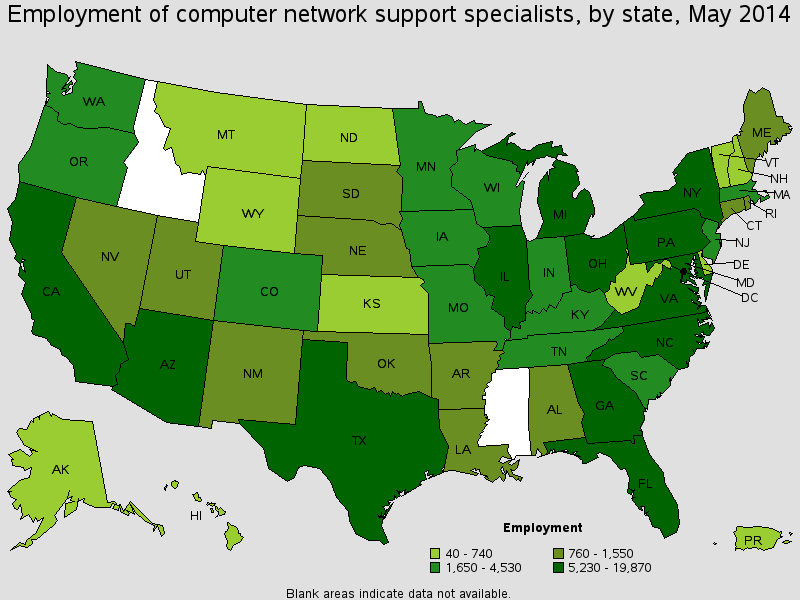 Employment of computer network support specialists, by state, May 2014
WA
MT
ND
MN
ME
VT
NH
MA
RI
CT
OR
WI
SD
WY
MI
NY
IA
NV
UT
NE
PA
NJ
OH
DE
IL
IN
MD
CA
CO
WV
VA
DC
KS
MO
KY
NC
TN
AZ
NM
OK
AR
SC
AL
GA
TX
LA
AK
FL
HI
PR
Employment
40 - 740
760 - 1,550
1,650 - 4,530
5,230 - 19,870
Blank areas indicate data not available.